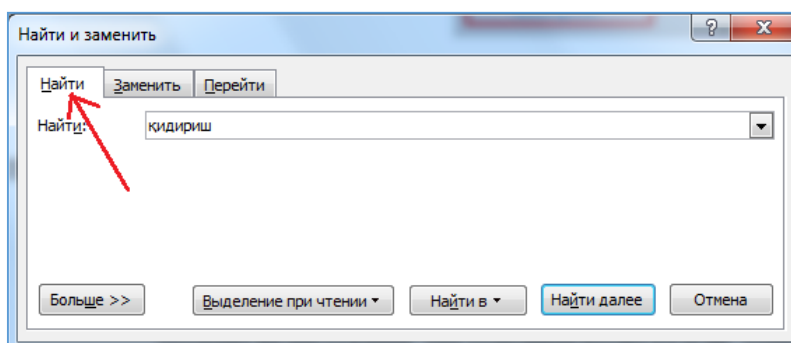 Найти и заменить
Найти Заменить Перейти
Найти: қидириш
Больше >> Выделение при чтении Найти в Найти далее Отмена